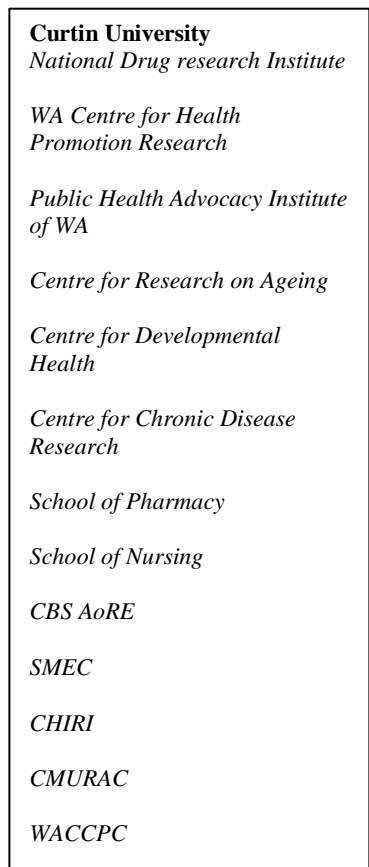 Curtin University
National Drug research Institute
WA Centre for Health
Promotion Research
Public Health Advocacy Institute
of WA
Centre for Research on Ageing
Centre for Developmental
Health
Centre for Chronic Disease
Research
School of Pharmacy
School of Nursing
CBS AoRE
SMEC
CHIRI
CMURAC
WACCPC